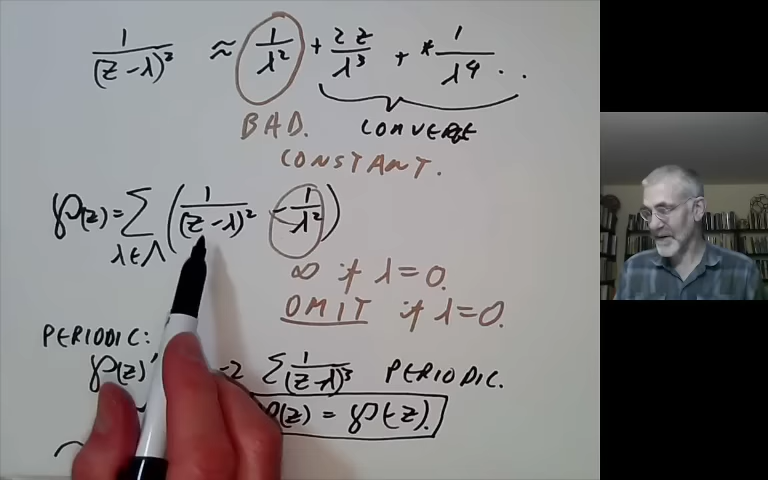 1/(z-λ)² ≈ 1/λ² + 2z/λ³ + * 1/λ⁴ ...
BAD. CONVERGE
CONSTANT.
℘(z) = ∑_{λ∈Λ} (1/(z-λ)² - 1/λ²)
∞ if λ=0.
OMIT if λ=0.
PERIODIC:
℘(z)' -2 ∑ 1/(z-λ)³ PERIODIC.
(z) = ℘(-z).